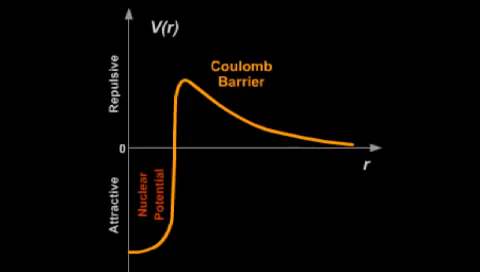 V(r)
Repulsive
Coulomb
Barrier
0
r
Attractive
Nuclear
Potential